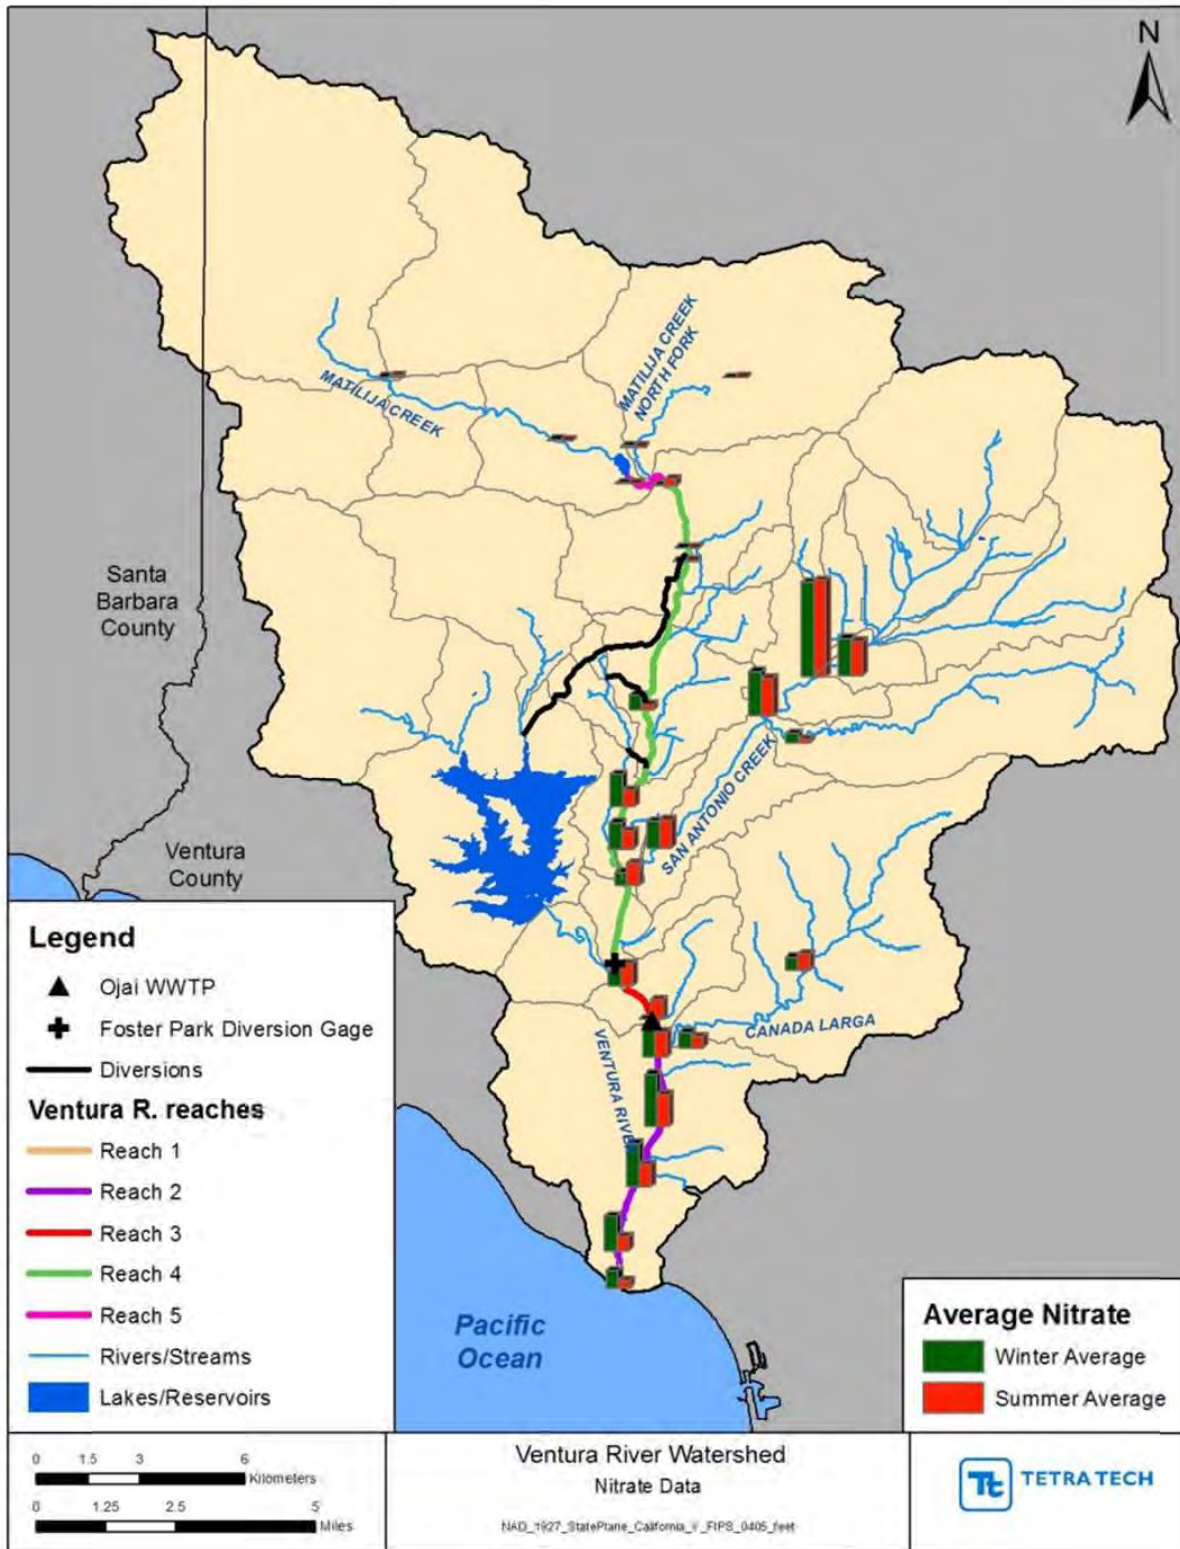 N
MATILIJA CREEK
NORTH FORK
MATILIJA CREEK
Santa
Barbara
County
SAN ANTONIO CREEK
Ventura
County
Legend
Ojai WWTP
Foster Park Diversion Gage
Diversions
Ventura R. reaches
Reach 1
Reach 2
Reach 3
Reach 4
Reach 5
Rivers/Streams
Lakes/Reservoirs
CANADA LARGA
VENTURA RIVER
Pacific
Ocean
Average Nitrate
Winter Average
Summer Average
0 1.5 3 6
Kilometers
0 1.25 2.5 5
Miles
Ventura River Watershed
Nitrate Data
NAD_1927_StatePlane_California_V_FIPS_0405_feet
Tt TETRA TECH